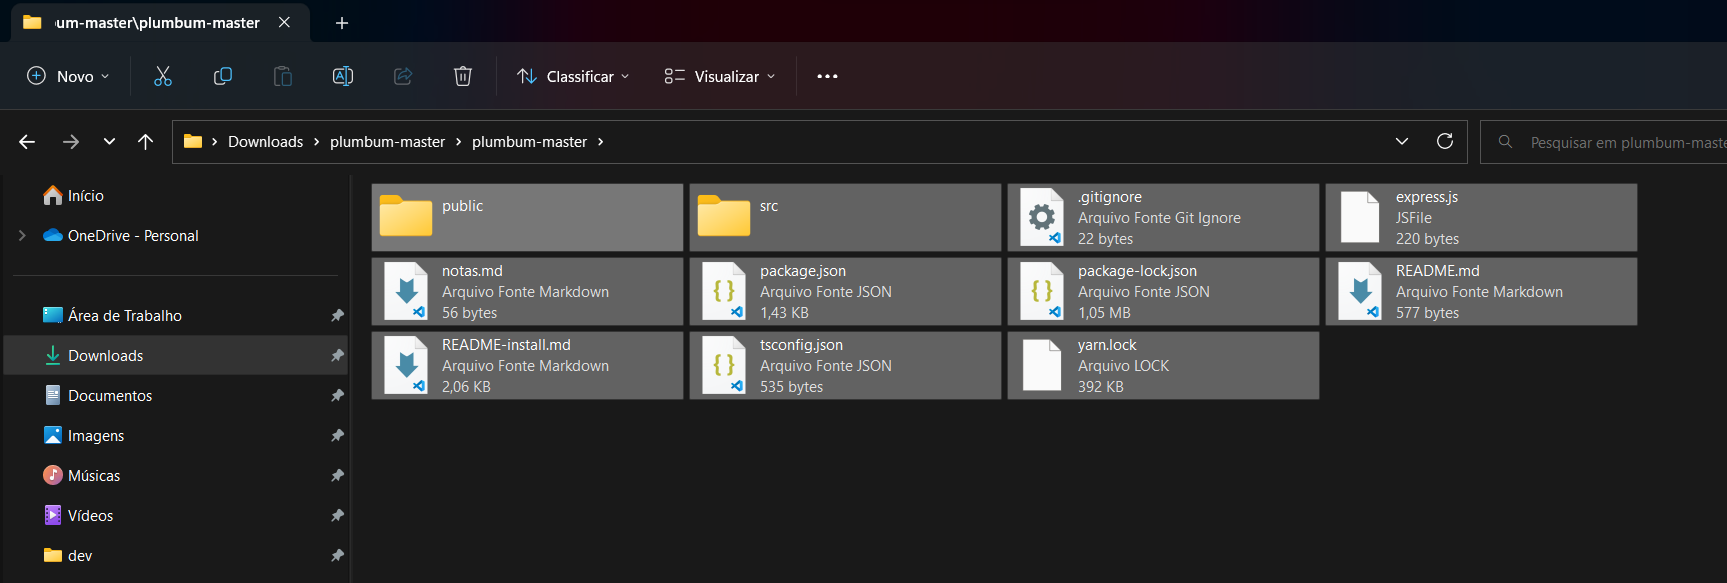 um-master\plumbum-master
Novo
Classificar
Visualizar
Downloads > plumbum-master > plumbum-master >
Pesquisar em plumbum-maste
Início
OneDrive - Personal
Área de Trabalho
Downloads
Documentos
Imagens
Músicas
Vídeos
dev
public
src
.gitignore
Arquivo Fonte Git Ignore
22 bytes
express.js
JSFile
220 bytes
notas.md
Arquivo Fonte Markdown
56 bytes
package.json
Arquivo Fonte JSON
1,43 KB
package-lock.json
Arquivo Fonte JSON
1,05 MB
README.md
Arquivo Fonte Markdown
577 bytes
README-install.md
Arquivo Fonte Markdown
2,06 KB
tsconfig.json
Arquivo Fonte JSON
535 bytes
yarn.lock
Arquivo LOCK
392 KB